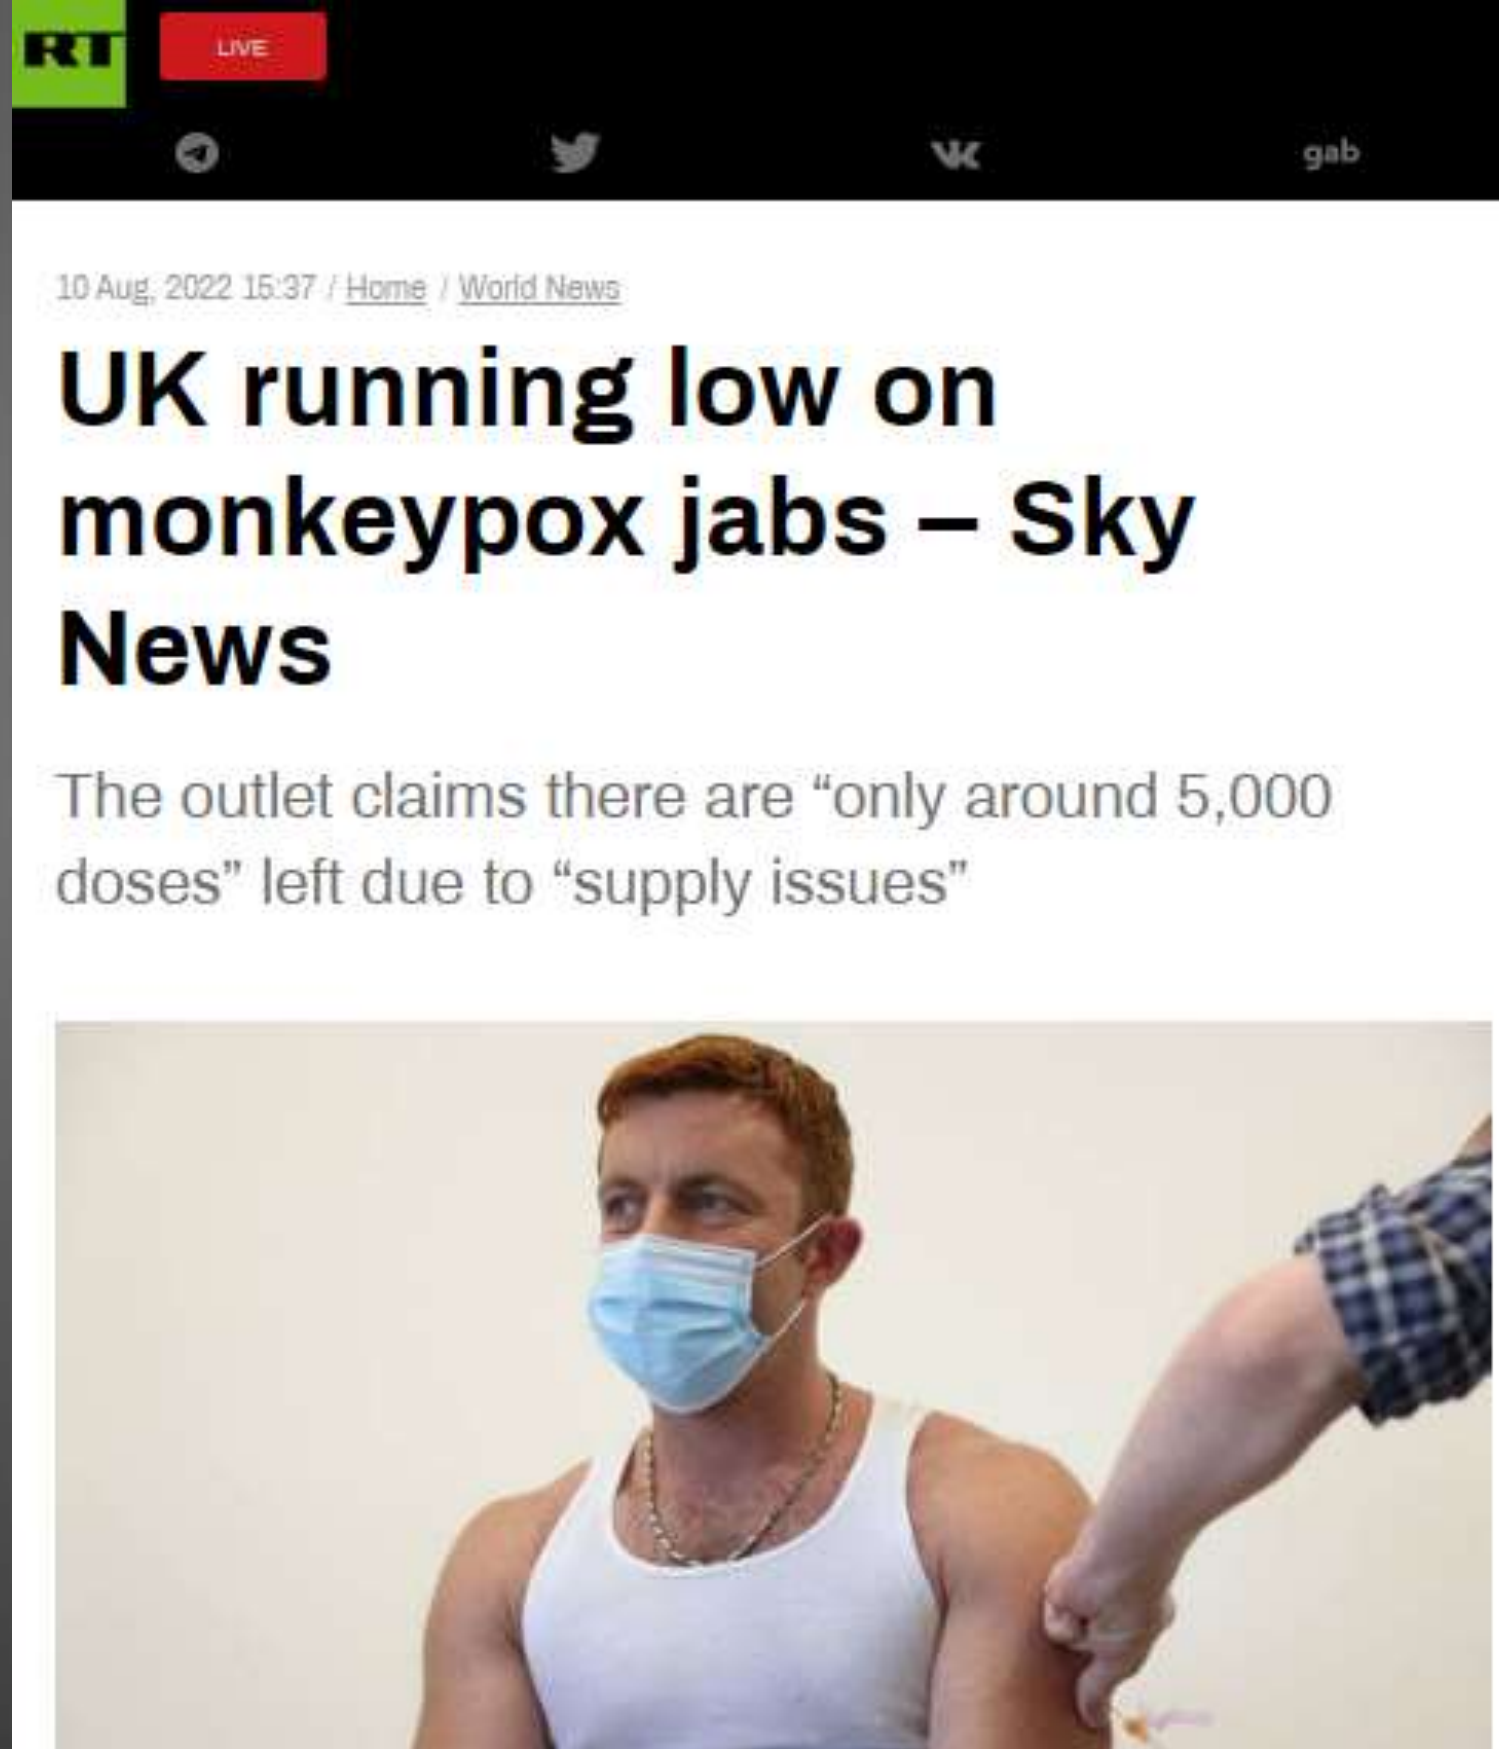 RT
LIVE
gab
10 Aug, 2022 15:37 / Home / World News
UK running low on
monkeypox jabs – Sky
News
The outlet claims there are “only around 5,000
doses” left due to “supply issues”